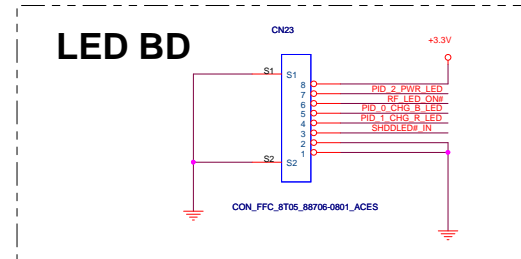 CN23
LED BD
+3.3V
S1
S1
8
PID_2_PWR_LED
7
RF_LED_ON#
6
PID_0_CHG_B_LED
5
PID_1_CHG_R_LED
4
SHDDLED#_IN
3
2
1
S2
S2
CON_FFC_8T05_88706-0801_ACES